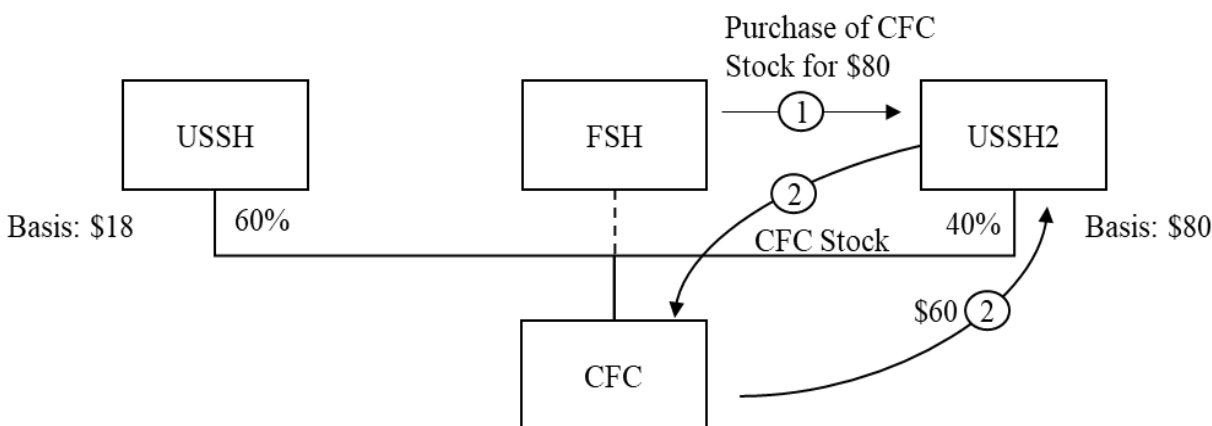 Purchase of CFC
Stock for $80
USSH
FSH
1
USSH2
2
Basis: $18
60%
CFC Stock
40%
Basis: $80
$60
2
CFC